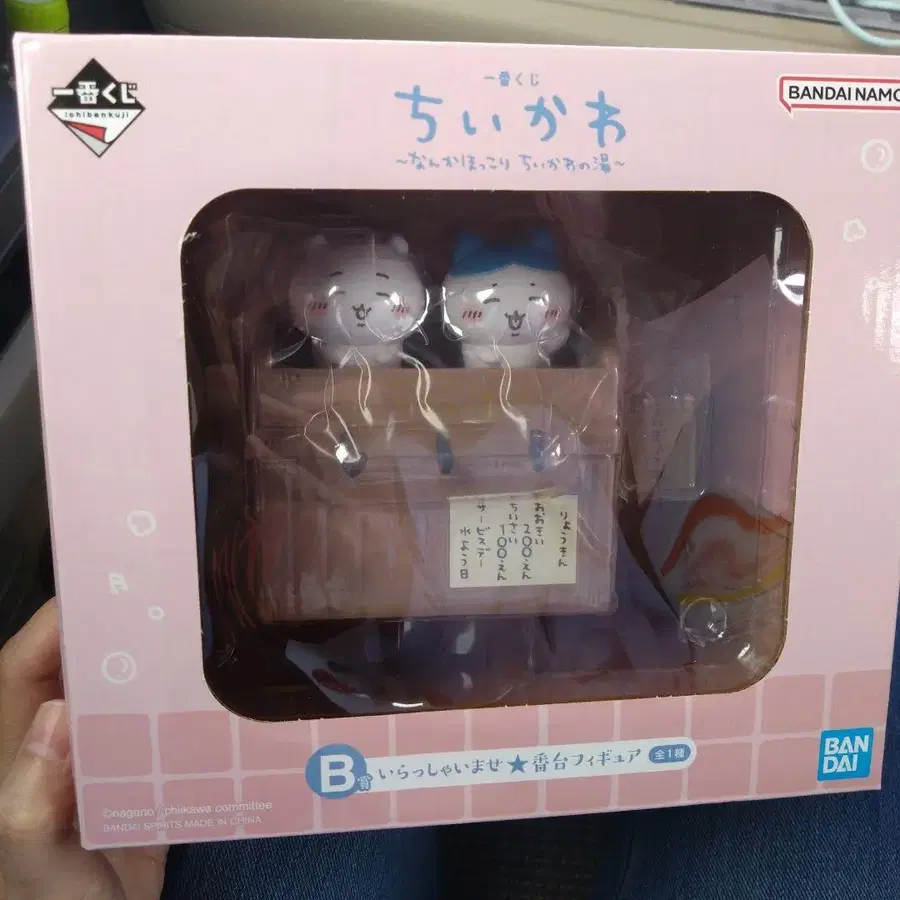 一番くじ
ichibankuji
一番くじ
ちいかわ
~なんかほっこり ちいかわの湯~
BANDAI NAMCO
りょうきん
おおきい
200えん
ちいさい
100えん
サービスデー
水よう日
B賞 いらっしゃいませ★番台フィギュア 全1種
BAN
DAI
©nagano / chiikawa committee
BANDAI SPIRITS MADE IN CHINA